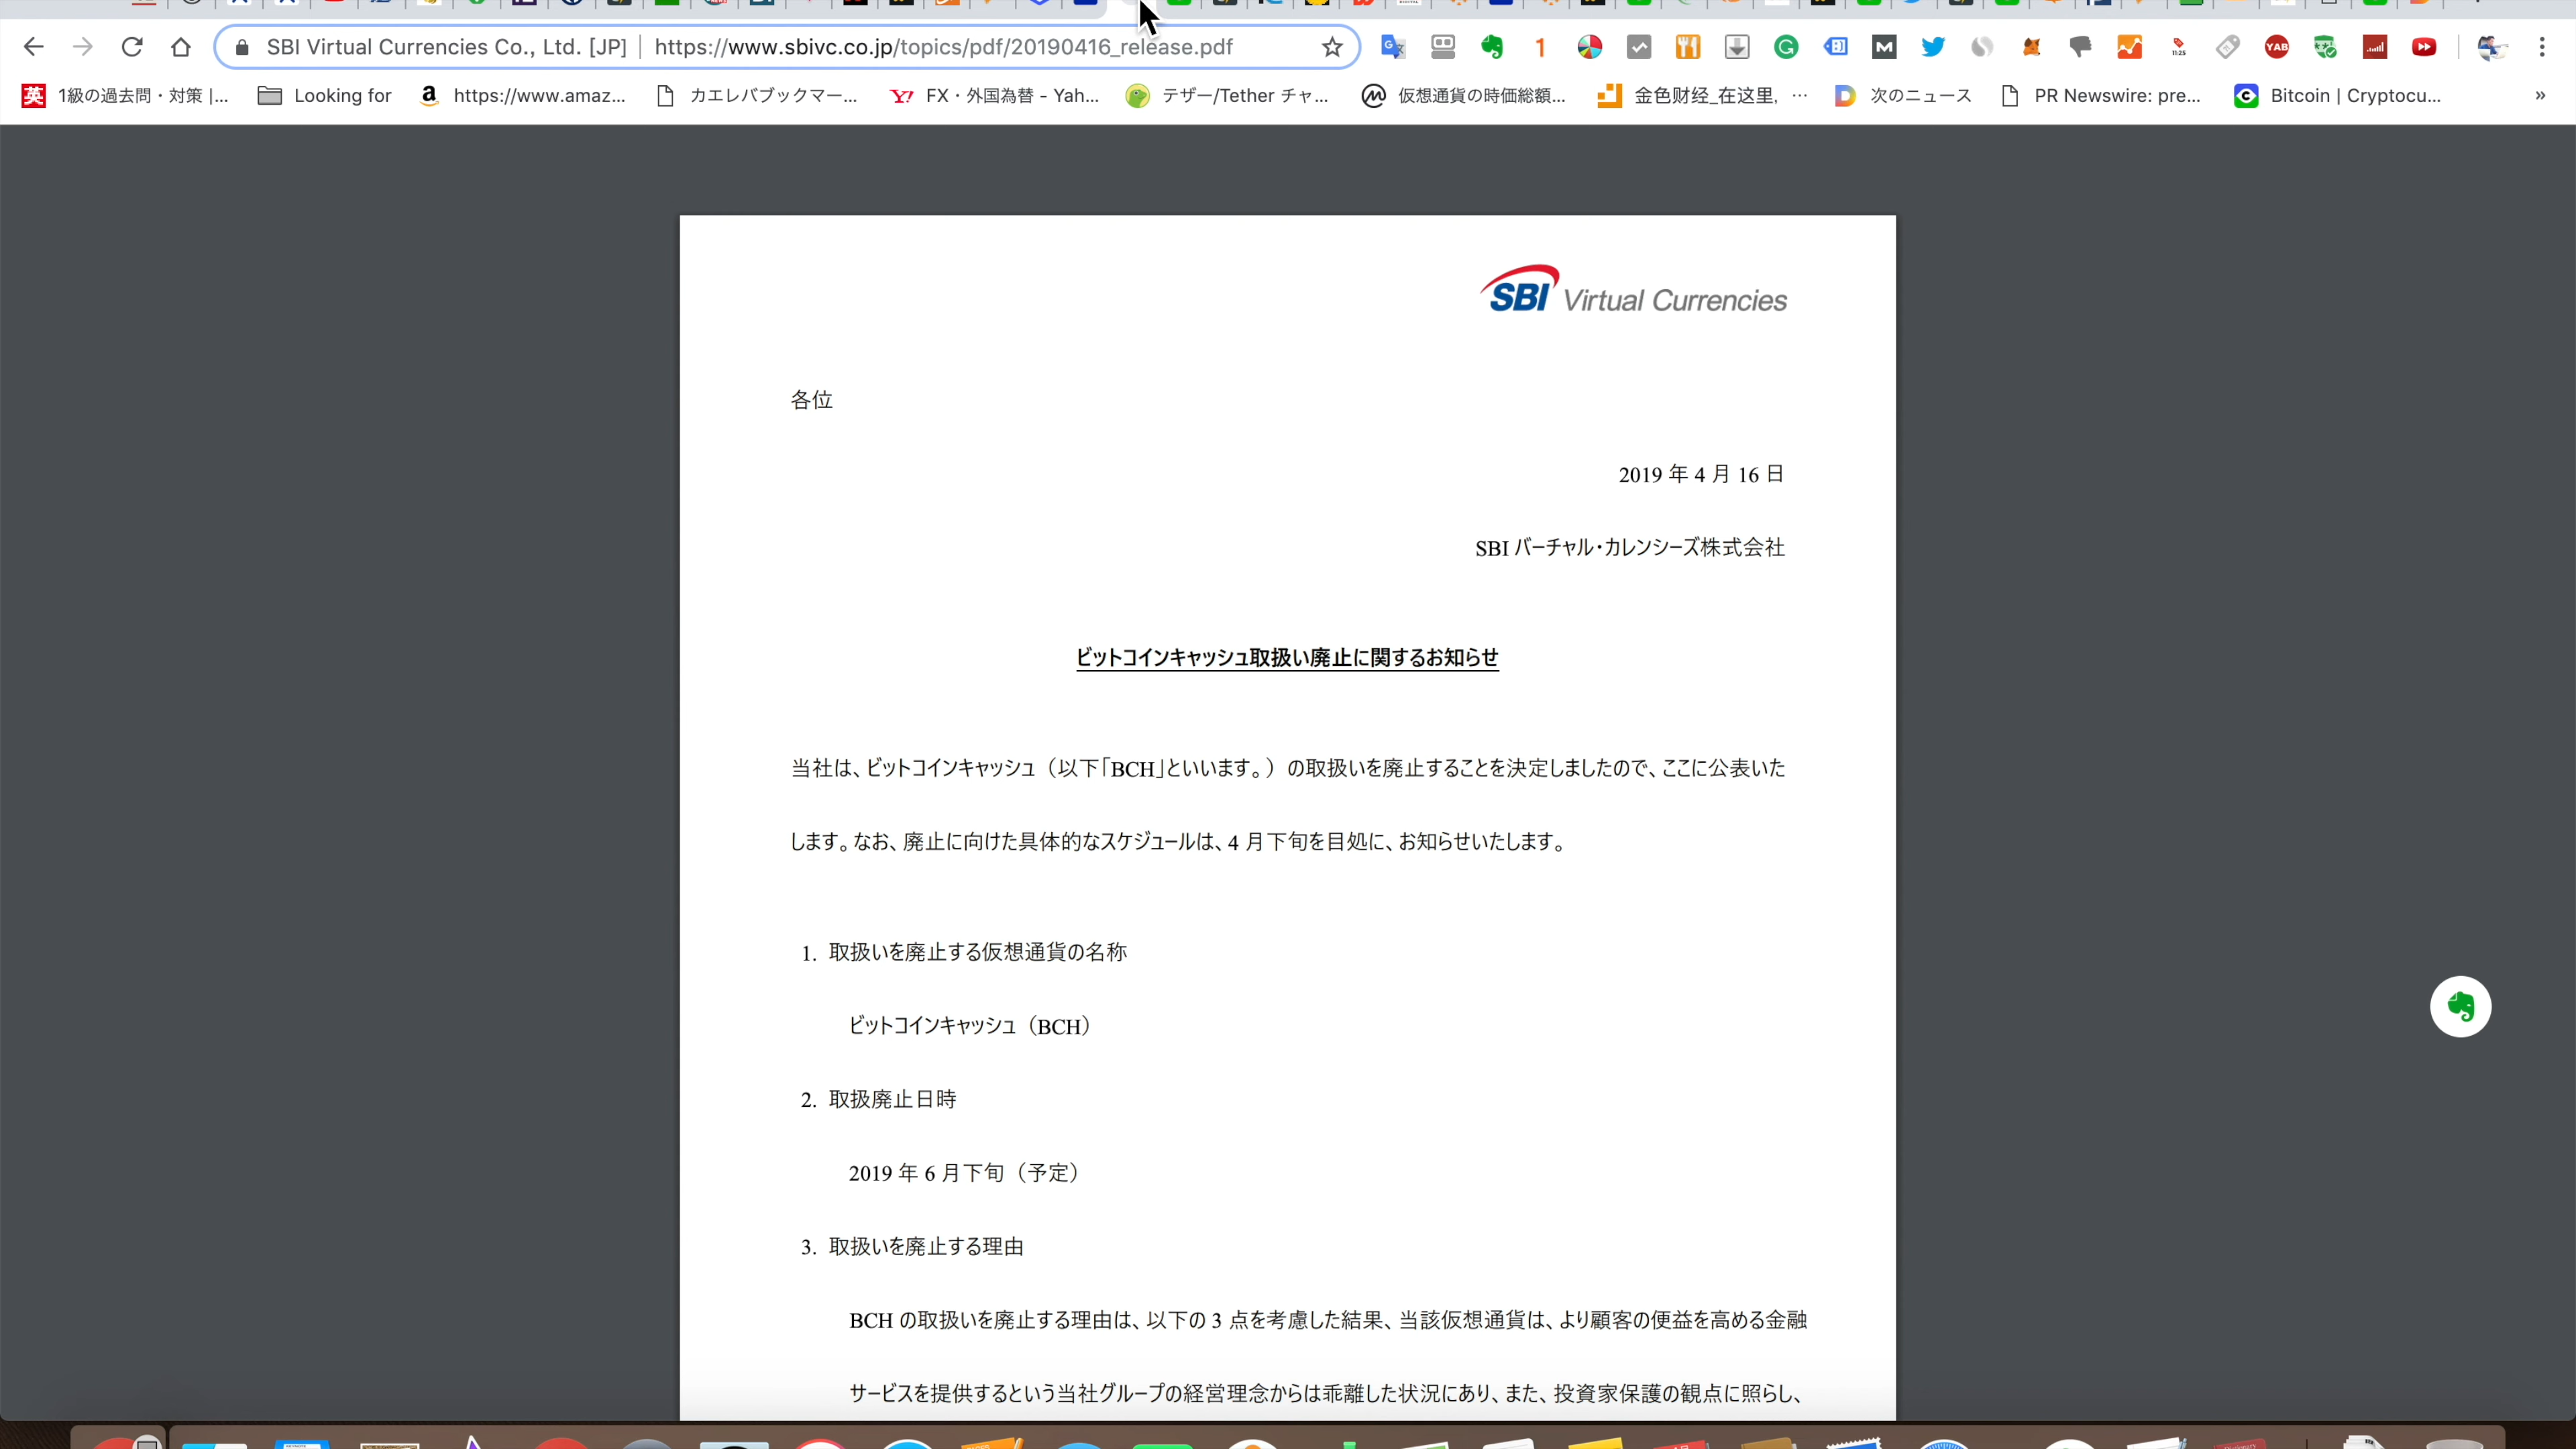 SBI Virtual Currencies Co., Ltd. [JP] https://www.sbivc.co.jp/topics/pdf/20190416_release.pdf
英 1級の過去問・対策 |... Looking for https://www.amaz... カエレバブックマー... Y! FX・外国為替 - Yah... テザー/Tether チャ... 仮想通貨の時価総額... 金色财经_在这里, … 次のニュース PR Newswire: pre... Bitcoin | Cryptocu... »
SBI Virtual Currencies
各位
2019 年 4 月 16 日
SBI バーチャル・カレンシーズ株式会社
ビットコインキャッシュ取扱い廃止に関するお知らせ
当社は、ビットコインキャッシュ（以下「BCH」といいます。）の取扱いを廃止することを決定しましたので、ここに公表いた
します。なお、廃止に向けた具体的なスケジュールは、4 月下旬を目処に、お知らせいたします。
1. 取扱いを廃止する仮想通貨の名称
ビットコインキャッシュ（BCH）
2. 取扱廃止日時
2019 年 6 月下旬（予定）
3. 取扱いを廃止する理由
BCH の取扱いを廃止する理由は、以下の 3 点を考慮した結果、当該仮想通貨は、より顧客の便益を高める金融
サービスを提供するという当社グループの経営理念からは乖離した状況にあり、また、投資家保護の観点に照らし、